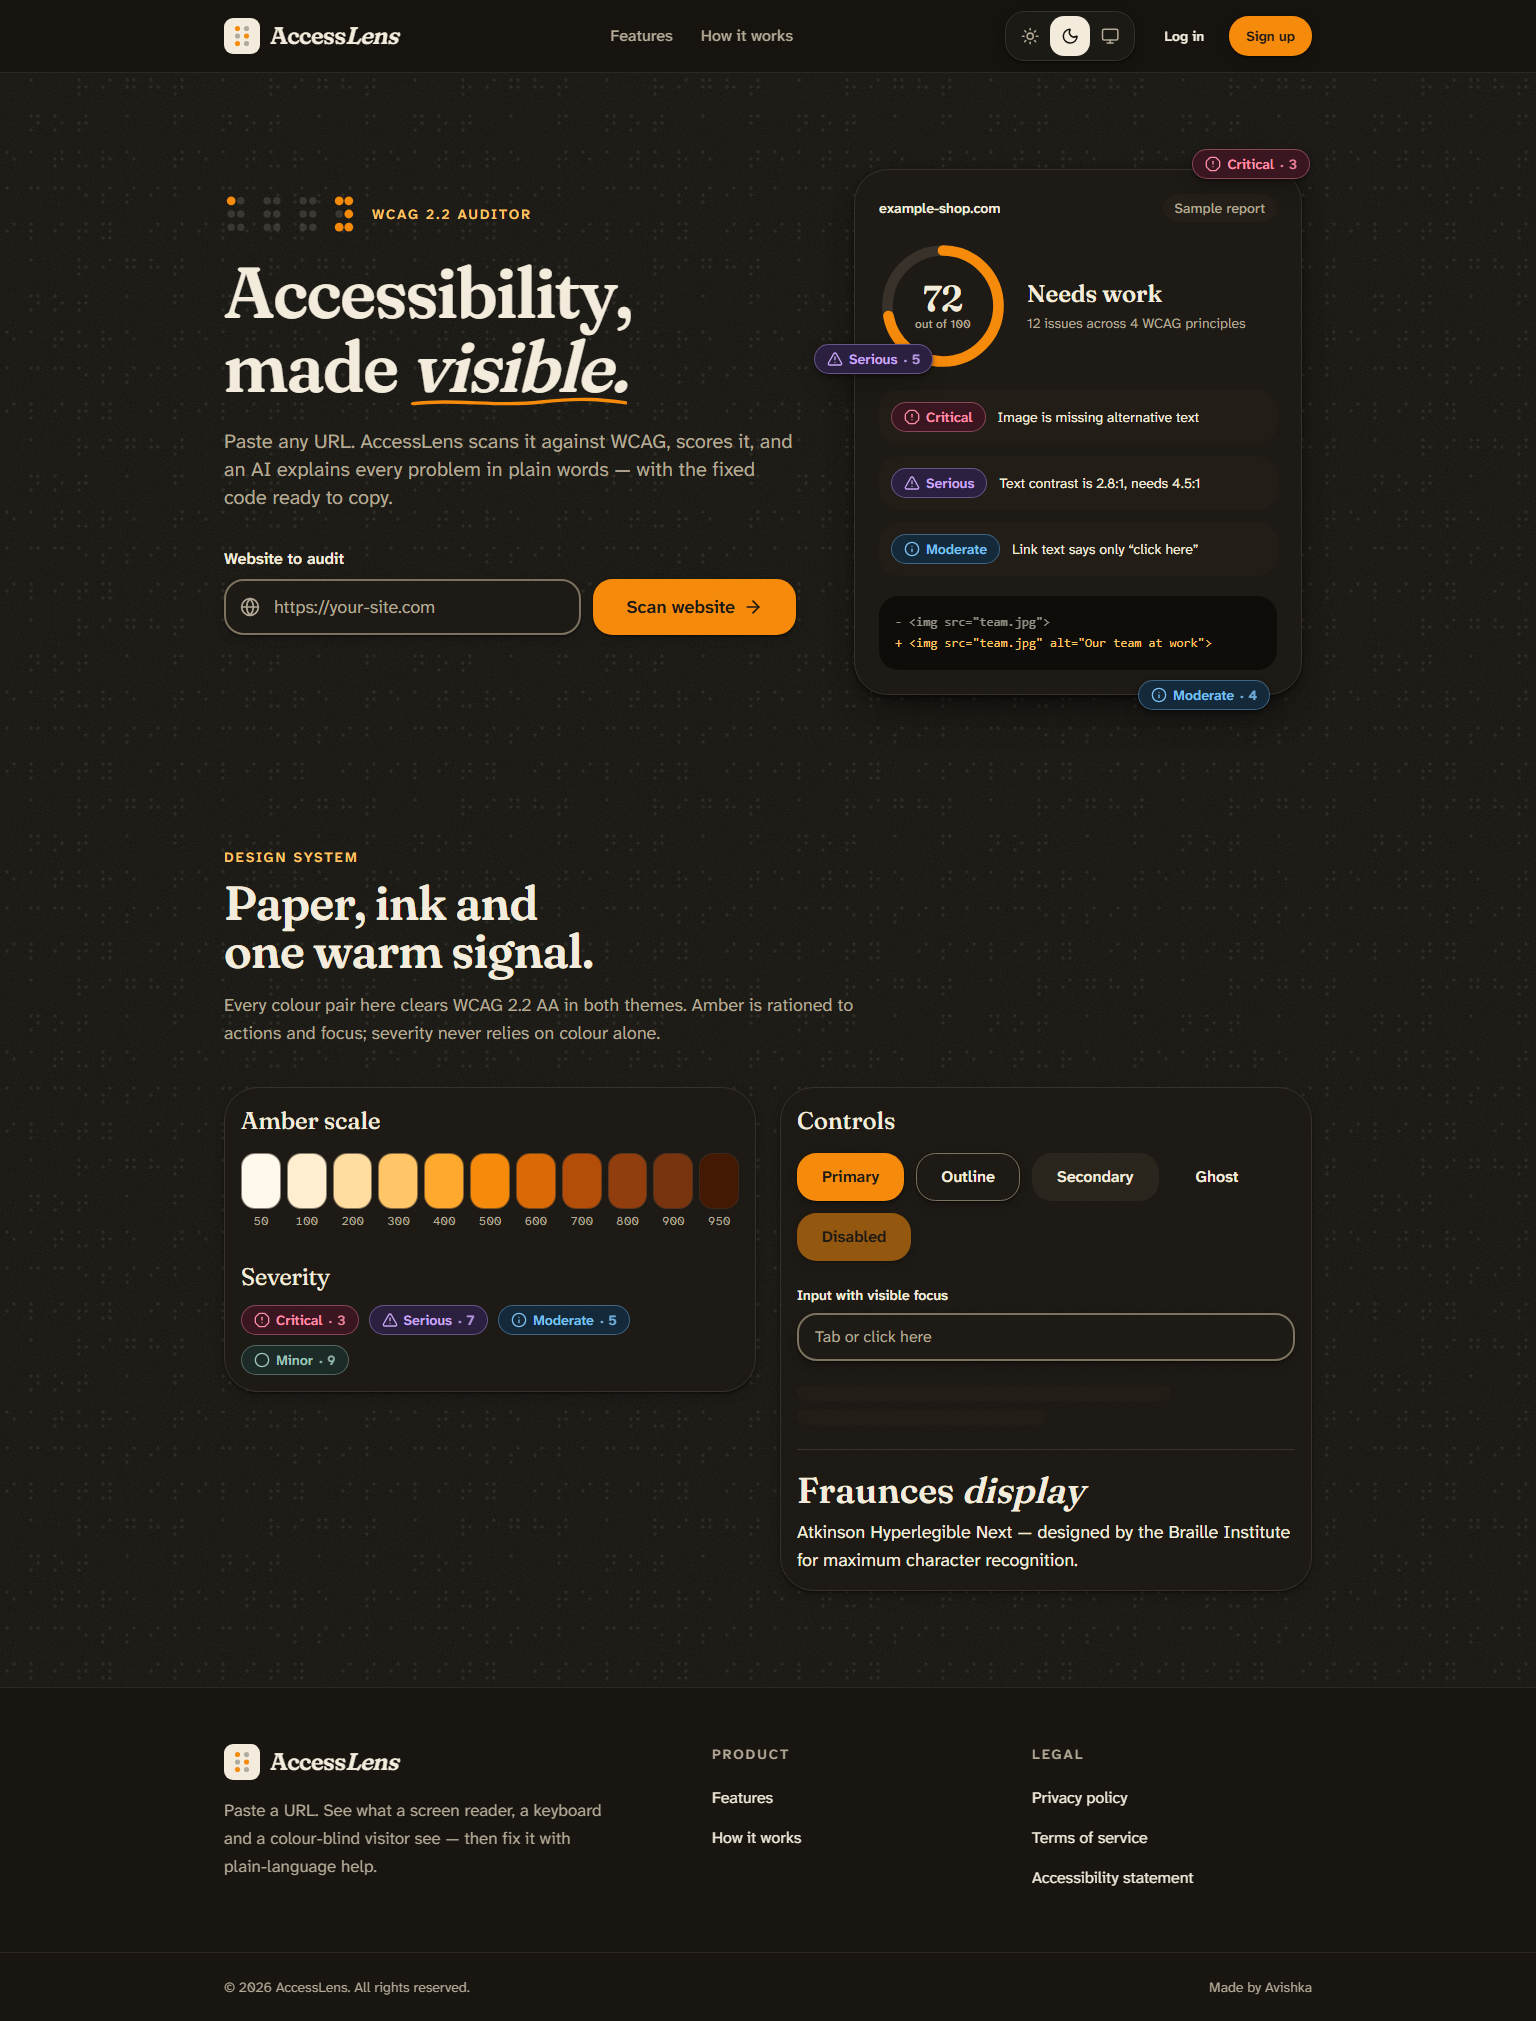 AccessLens
Features
How it works
Log in
Sign up
WCAG 2.2 AUDITOR
Accessibility,
made visible.
Paste any URL. AccessLens scans it against WCAG, scores it, and
an AI explains every problem in plain words — with the fixed
code ready to copy.
Website to audit
https://your-site.com
Scan website
Critical · 3
example-shop.com
Sample report
72
out of 100
Needs work
12 issues across 4 WCAG principles
Serious · 5
Critical
Image is missing alternative text
Serious
Text contrast is 2.8:1, needs 4.5:1
Moderate
Link text says only “click here”
- <img src="team.jpg">
+ <img src="team.jpg" alt="Our team at work">
Moderate · 4
DESIGN SYSTEM
Paper, ink and
one warm signal.
Every colour pair here clears WCAG 2.2 AA in both themes. Amber is rationed to
actions and focus; severity never relies on colour alone.
Amber scale
50 100 200 300 400 500 600 700 800 900 950
Severity
Critical · 3
Serious · 7
Moderate · 5
Minor · 9
Controls
Primary
Outline
Secondary
Ghost
Disabled
Input with visible focus
Tab or click here
Fraunces display
Atkinson Hyperlegible Next — designed by the Braille Institute
for maximum character recognition.
AccessLens
Paste a URL. See what a screen reader, a keyboard
and a colour-blind visitor see — then fix it with
plain-language help.
PRODUCT
Features
How it works
LEGAL
Privacy policy
Terms of service
Accessibility statement
© 2026 AccessLens. All rights reserved.
Made by Avishka